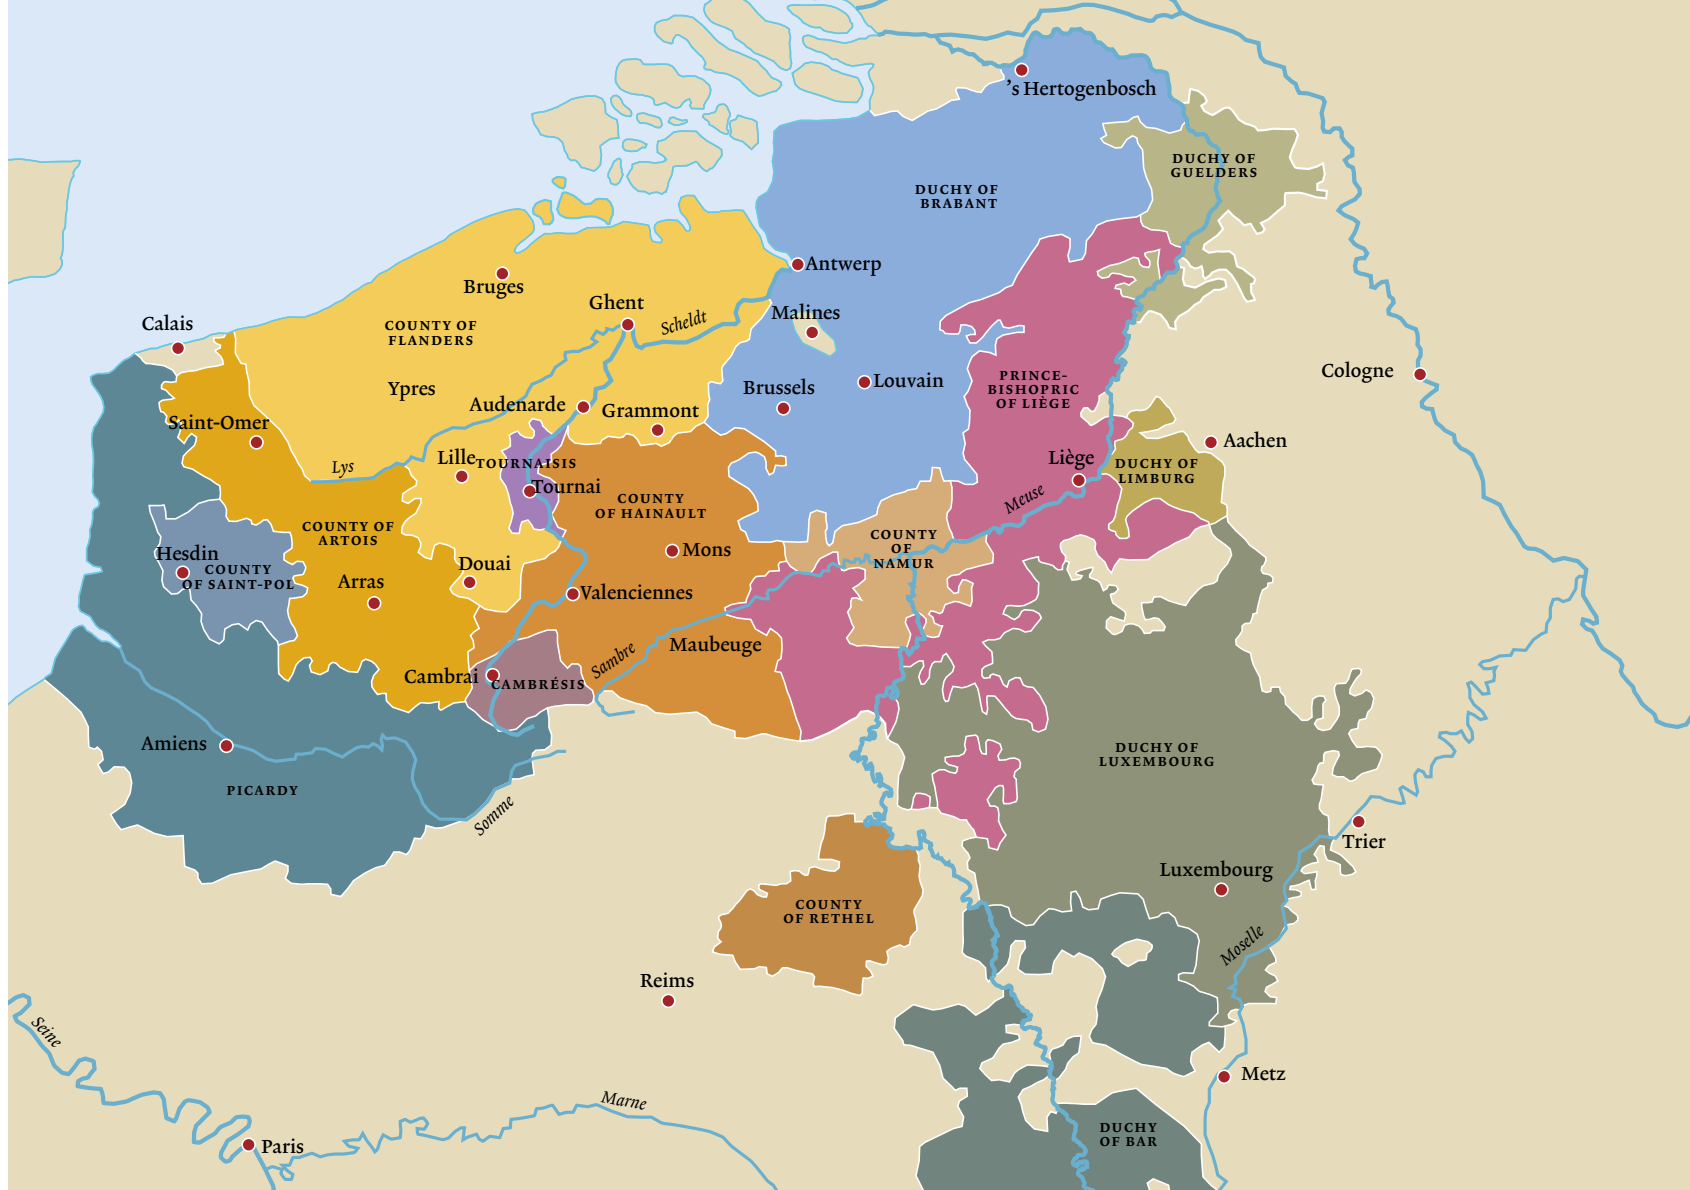 's Hertogenbosch
DUCHY OF
GUELDERS
DUCHY OF
BRABANT
Antwerp
Bruges
Ghent
Scheldt
Malines
Calais
COUNTY OF
FLANDERS
Cologne
Ypres
Audenarde
Grammont
Brussels
Louvain
PRINCE-
BISHOPRIC
OF LIÈGE
Saint-Omer
Aachen
Lys
Lille
TOURNAISIS
Tournai
Liège
DUCHY OF
LIMBURG
Meuse
COUNTY
OF HAINAULT
COUNTY OF
ARTOIS
COUNTY
OF
NAMUR
Hesdin
COUNTY
OF SAINT-POL
Mons
Douai
Arras
Valenciennes
Maubeuge
Sambre
Cambrai
CAMBRÉSIS
Amiens
PICARDY
Somme
DUCHY OF
LUXEMBOURG
Trier
Luxembourg
COUNTY
OF RETHEL
Moselle
Reims
Seine
Metz
Marne
Paris
DUCHY
OF BAR